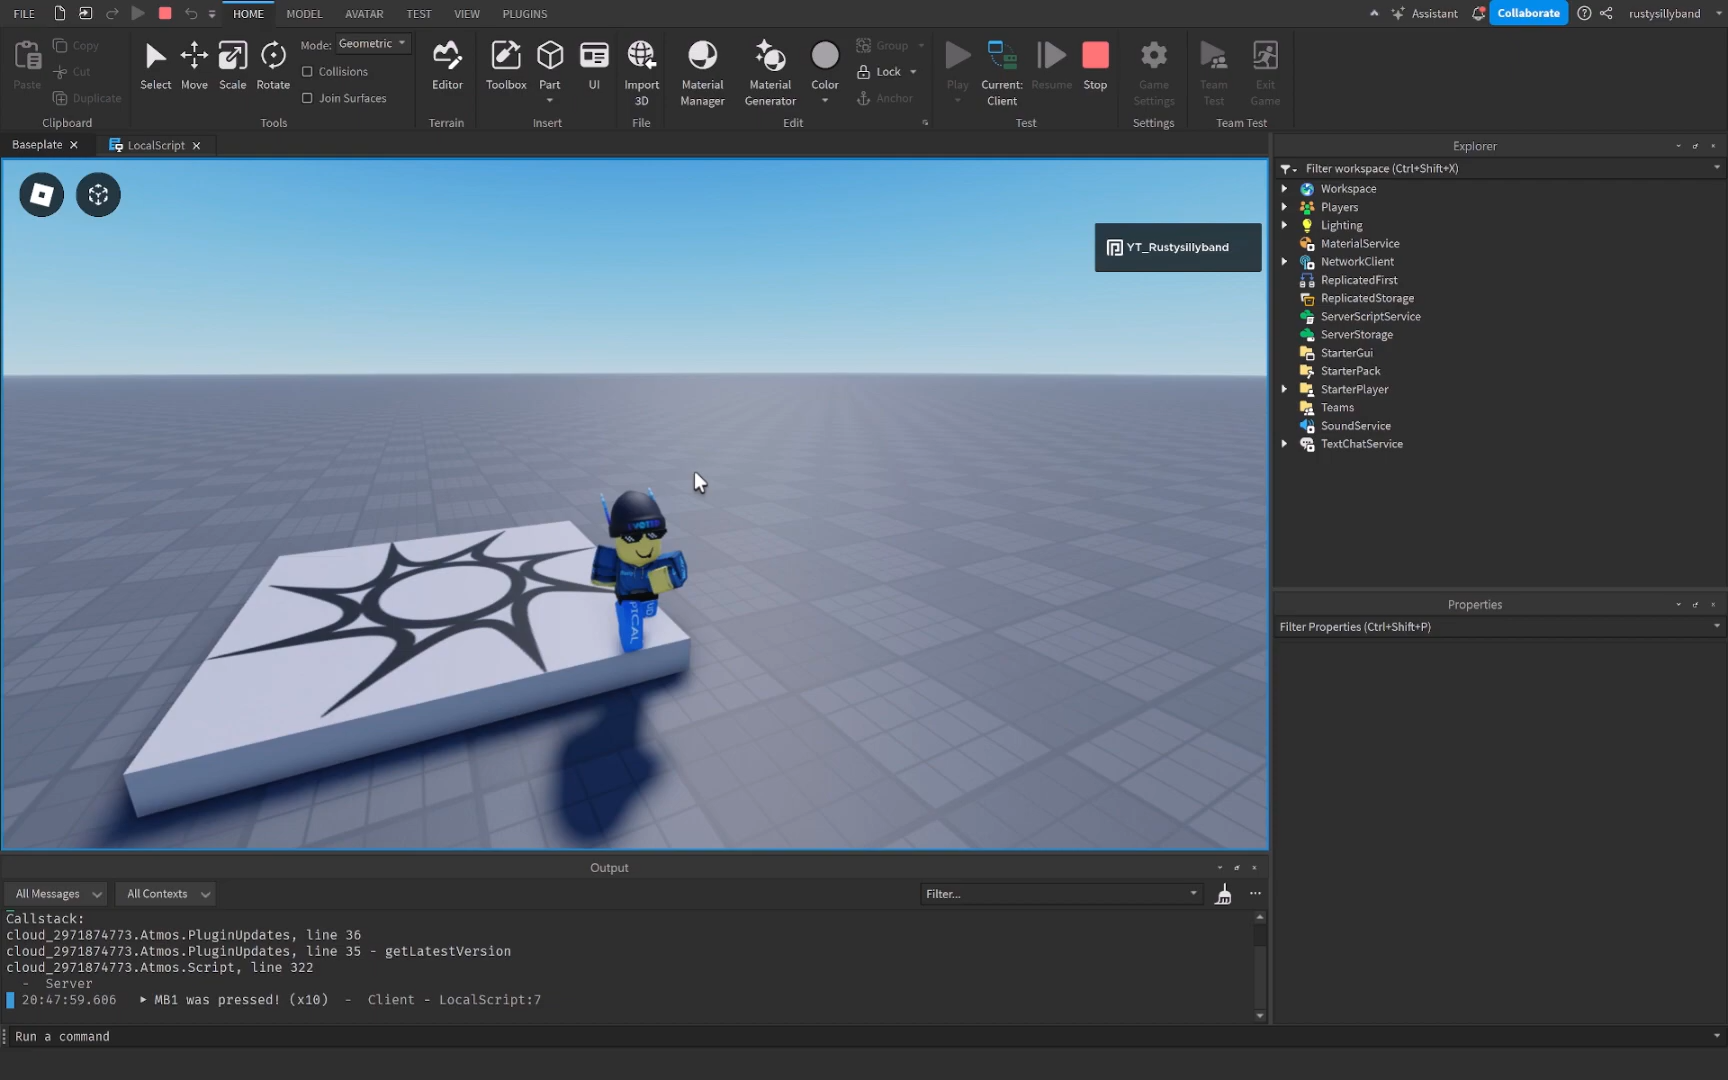 FILE HOME MODEL AVATAR TEST VIEW PLUGINS Assistant Collaborate rustysillyband
Paste Copy Cut Duplicate
Clipboard
Select Move Scale Rotate
Mode: Geometric
Collisions
Join Surfaces
Tools
Editor
Terrain
Toolbox Part UI
Insert
Import 3D
File
Material Manager
Material Generator
Color
Group
Lock
Anchor
Edit
Play
Current: Client
Resume
Stop
Test
Game Settings
Settings
Team Test
Exit Game
Team Test
Baseplate
LocalScript
YT_Rustysillyband
Explorer
Filter workspace (Ctrl+Shift+X)
Workspace
Players
Lighting
MaterialService
NetworkClient
ReplicatedFirst
ReplicatedStorage
ServerScriptService
ServerStorage
StarterGui
StarterPack
StarterPlayer
Teams
SoundService
TextChatService
Properties
Filter Properties (Ctrl+Shift+P)
Output
All Messages All Contexts Filter...
Callstack:
cloud_2971874773.Atmos.PluginUpdates, line 36
cloud_2971874773.Atmos.PluginUpdates, line 35 - getLatestVersion
cloud_2971874773.Atmos.Script, line 322
- Server
20:47:59.606 MB1 was pressed! (x10) - Client - LocalScript:7
Run a command